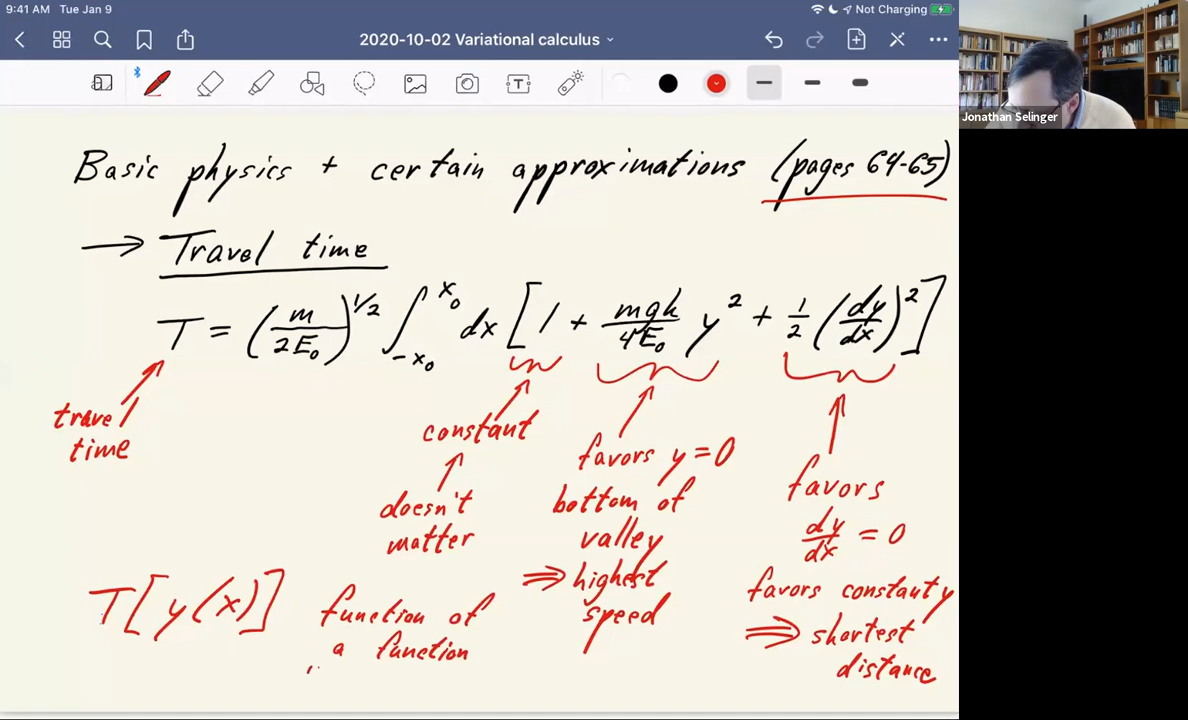 9:41 AM Tue Jan 9
Not Charging
2020-10-02 Variational calculus
Jonathan Selinger
Basic physics + certain approximations (pages 64-65)
→ Travel time
T = (m/2E₀)^1/2 ∫_-x₀^x₀ dx [1 + mgk/4E₀ y² + 1/2 (dy/dx)²]
travel
time
constant
doesn't
matter
favors y=0
bottom of
valley
⇒ highest
speed
favors
dy/dx = 0
favors constant y
⇒ shortest
distance
T[y(x)]
function of
a function